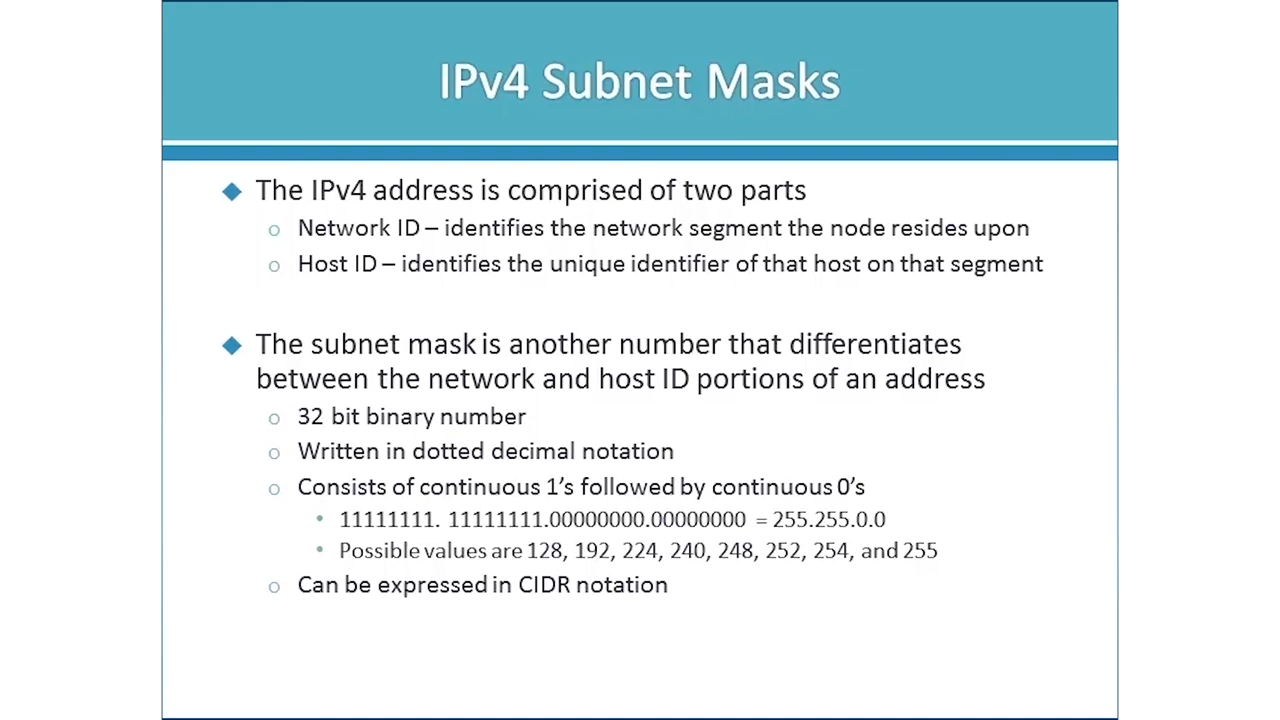 IPv4 Subnet Masks
The IPv4 address is comprised of two parts
Network ID – identifies the network segment the node resides upon
Host ID – identifies the unique identifier of that host on that segment
The subnet mask is another number that differentiates
between the network and host ID portions of an address
32 bit binary number
Written in dotted decimal notation
Consists of continuous 1's followed by continuous 0's
11111111. 11111111.00000000.00000000 = 255.255.0.0
Possible values are 128, 192, 224, 240, 248, 252, 254, and 255
Can be expressed in CIDR notation